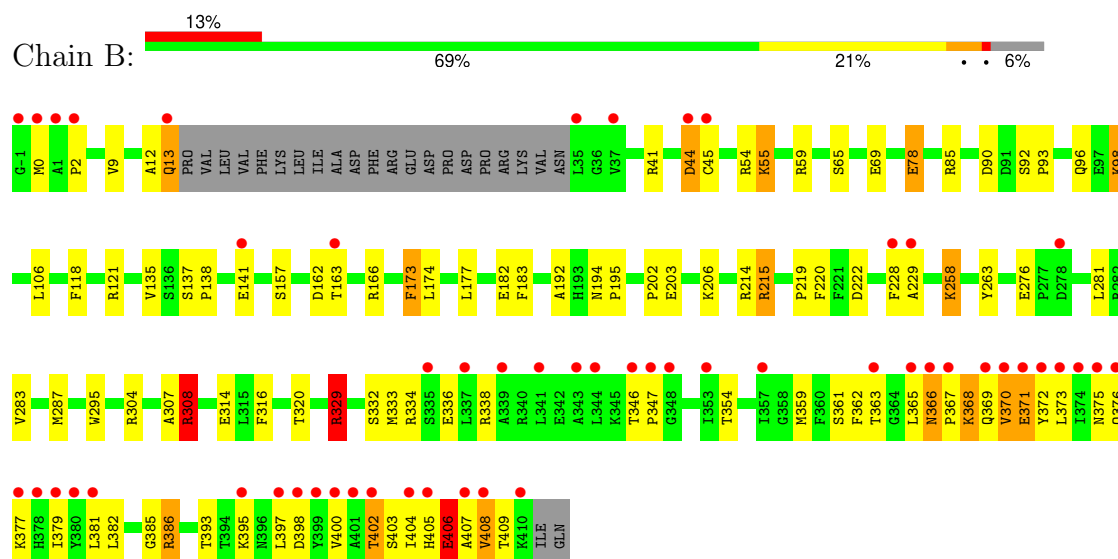 13%
Chain B:
69% 21% • • 6%
G-1 M0 A1 P2 V9 A12 Q13 PRO VAL LEU VAL PHE LYS LEU ILE ALA ASP PHE ARG GLU ASP PRO ASP PRO ARG LYS VAL ASN L35 G36 V37 R41 D44 C45 R54 K55 R59 S65 E69 E78 R85 D90 D91 S92 P93 Q96 E97
L106 F118 R121 V135 S136 S137 P138 E141 S157 D162 T163 R166 F173 L174 L177 E182 F183 A192 H193 N194 P195 P202 E203 K206 R214 R215 P219 F220 F221 D222 F228 A229 K258 Y263 E276 P277 D278 L281
V283 M287 W295 R304 A307 R308 E314 L315 F316 T320 R329 S332 M333 R334 S335 E336 L337 R338 A339 R340 L341 E342 A343 L344 K345 T346 P347 G348 I353 T354 I357 G358 M359 F360 S361 F362 T363 G364 L365 N366 P367 K368 Q369 V370 E371 Y372 L373 I374 N375
K377 H378 I379 Y380 L381 L382 G385 R386 T393 T394 K395 N396 L397 D398 Y399 V400 A401 T402 S403 I404 H405 E406 A407 V408 T409 K410 ILE GLN